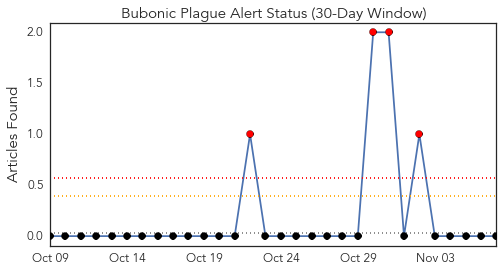 Bubonic Plague Alert Status (30-Day Window)
Articles Found
2.0
1.5
1.0
0.5
0.0
Oct 09 Oct 14 Oct 19 Oct 24 Oct 29 Nov 03